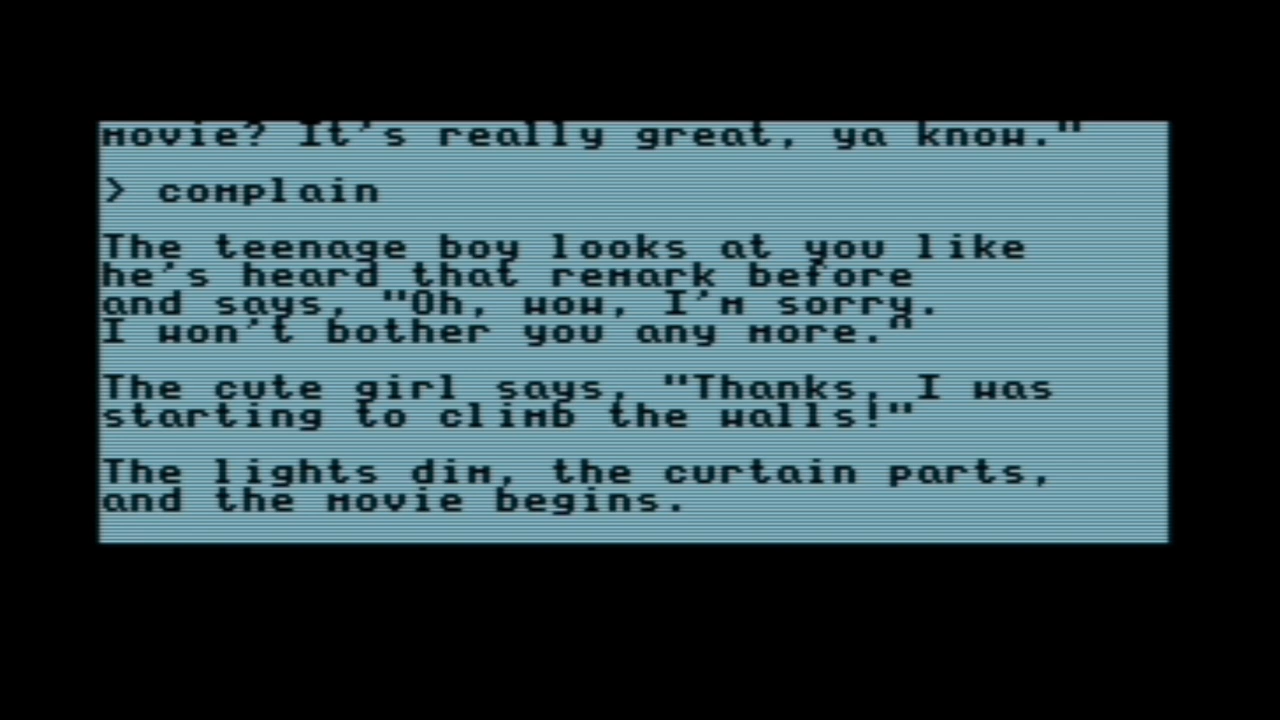 movie? It's really great, ya know."
> complain
The teenage boy looks at you like
he's heard that remark before
and says, "Oh, wow, I'm sorry.
I won't bother you any more."
The cute girl says, "Thanks, I was
starting to climb the walls!"
The lights dim, the curtain parts,
and the movie begins.